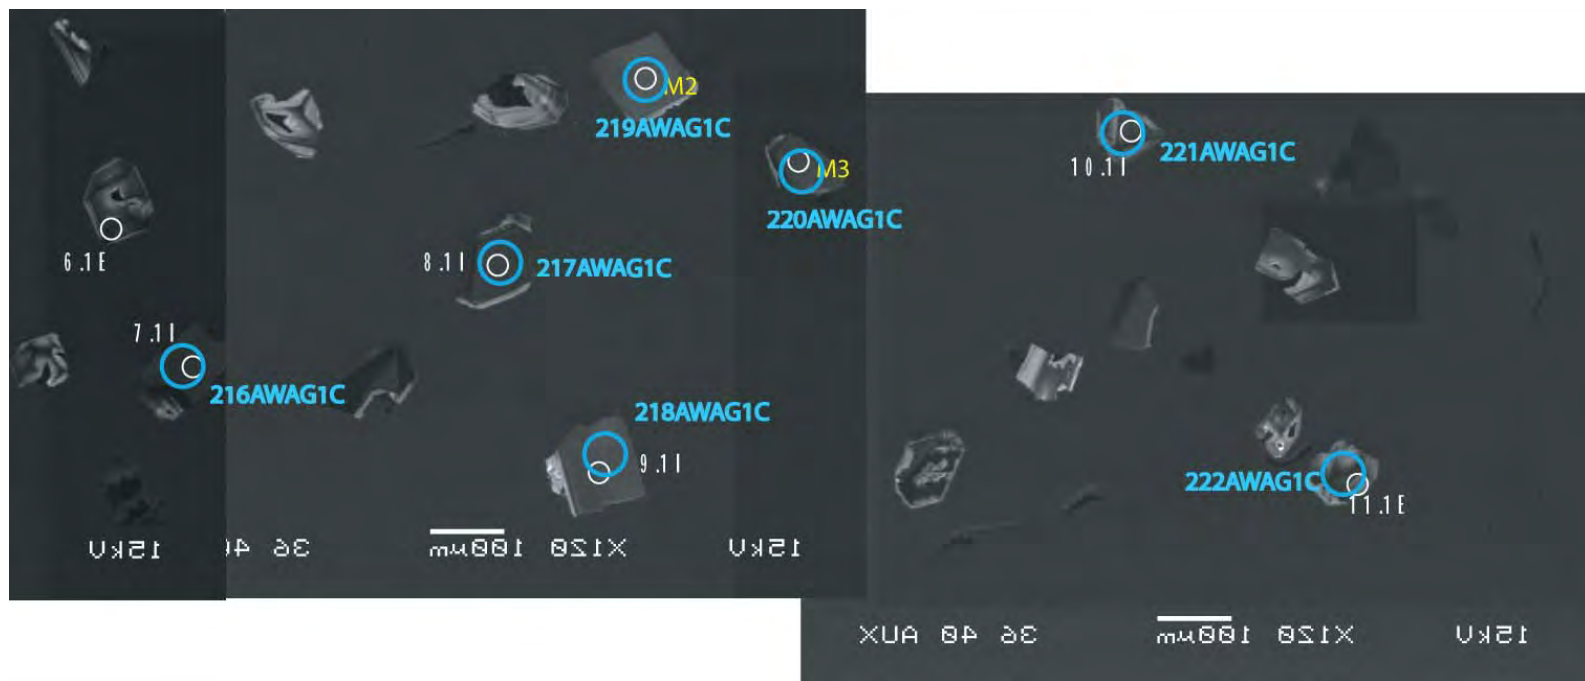 M2
219AWAG1C
10.1I
221AWAG1C
M3
220AWAG1C
6.1E
8.1I
217AWAG1C
7.1I
216AWAG1C
218AWAG1C
9.1I
222AWAG1C
11.1E
15kV
15kV X120 100µm 36 40
15kV X120 100µm 36 40 AUX